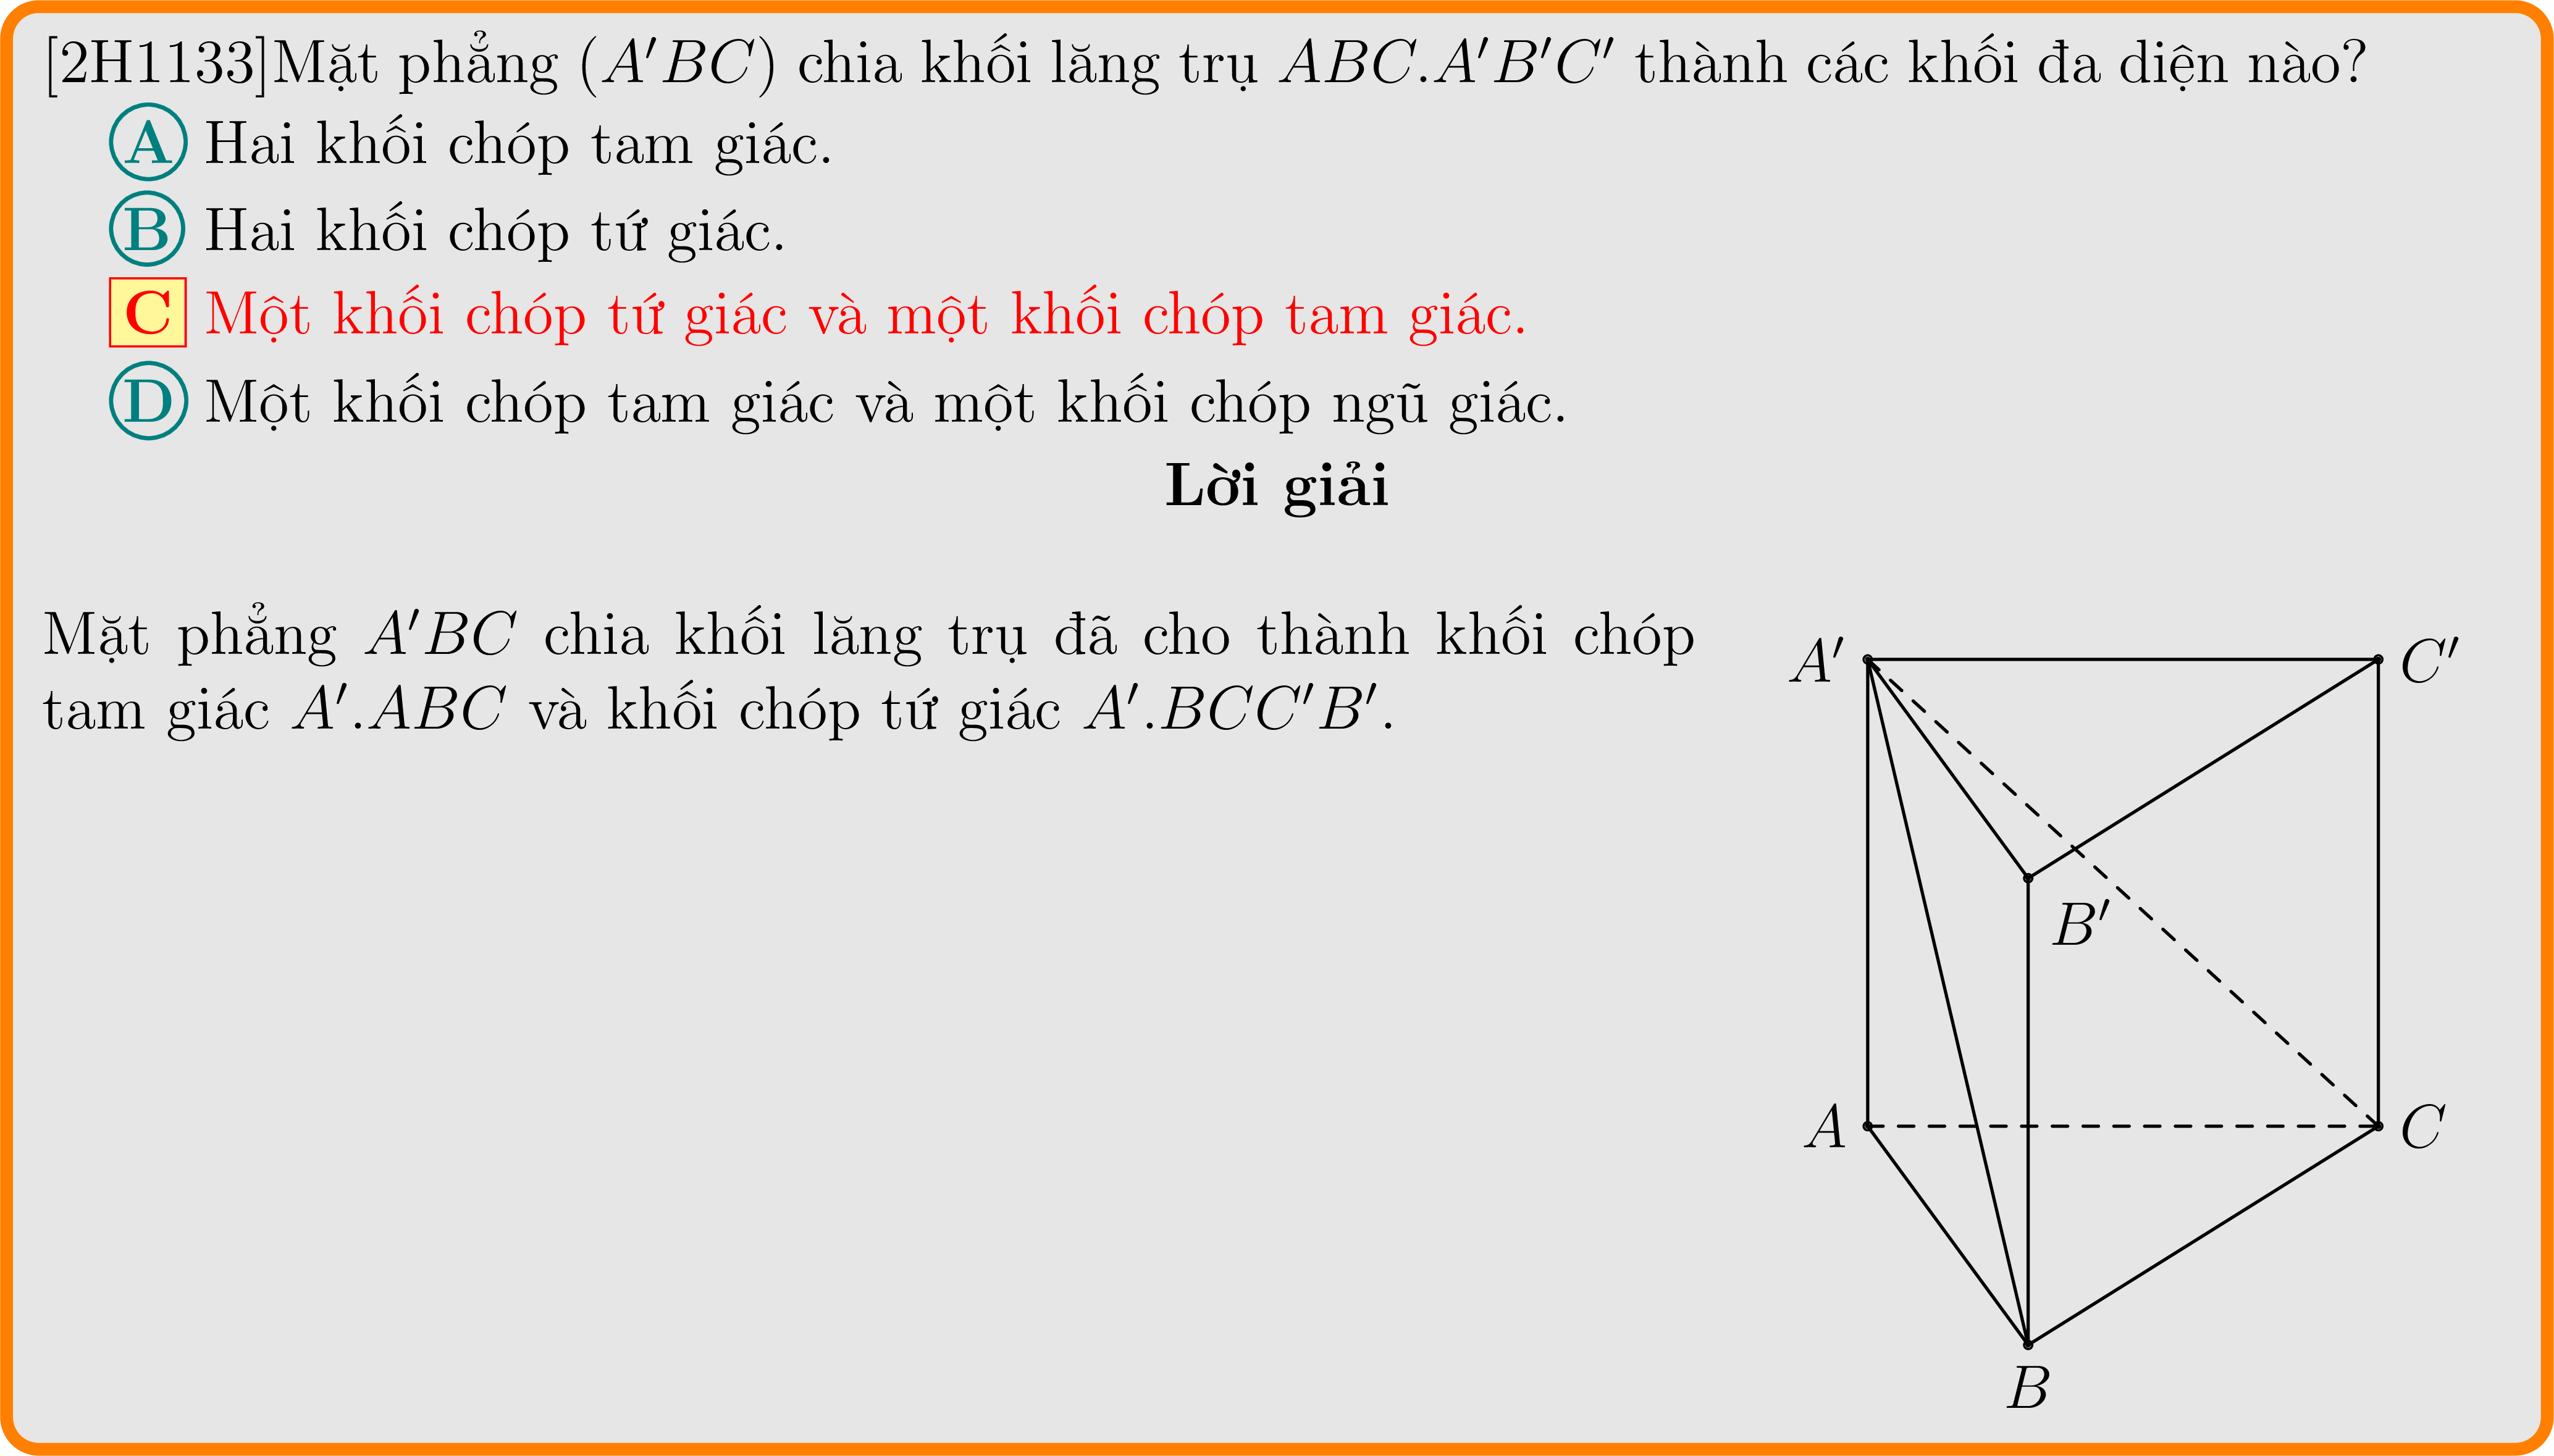 [2H1133]Mặt phẳng (A′BC) chia khối lăng trụ ABC.A′B′C′ thành các khối đa diện nào?
A Hai khối chóp tam giác.
B Hai khối chóp tứ giác.
C Một khối chóp tứ giác và một khối chóp tam giác.
D Một khối chóp tam giác và một khối chóp ngũ giác.
Lời giải
Mặt phẳng A′BC chia khối lăng trụ đã cho thành khối chóp
tam giác A′.ABC và khối chóp tứ giác A′.BCC′B′.
A′
C′
B′
A
C
B